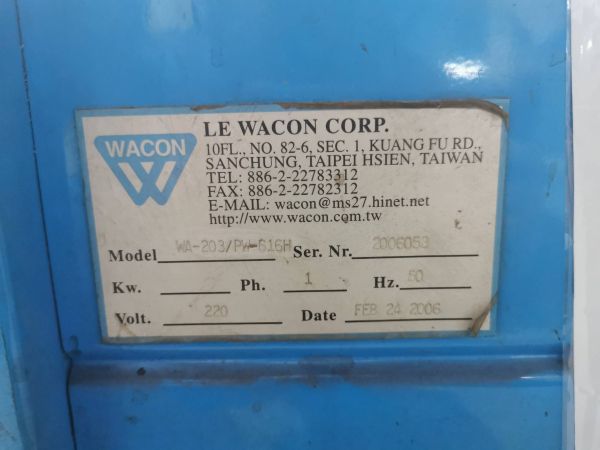 WACON
W
LE WACON CORP.
10FL., NO. 82-6, SEC. 1, KUANG FU RD.,
SANCHUNG, TAIPEI HSIEN, TAIWAN
TEL: 886-2-22783312
FAX: 886-2-22782312
E-MAIL: wacon@ms27.hinet.net
http://www.wacon.com.tw
Model WA-203/PW-616H Ser. Nr. 2006053
Kw. Ph. 1 Hz. 50
Volt. 220 Date FEB 24 2006